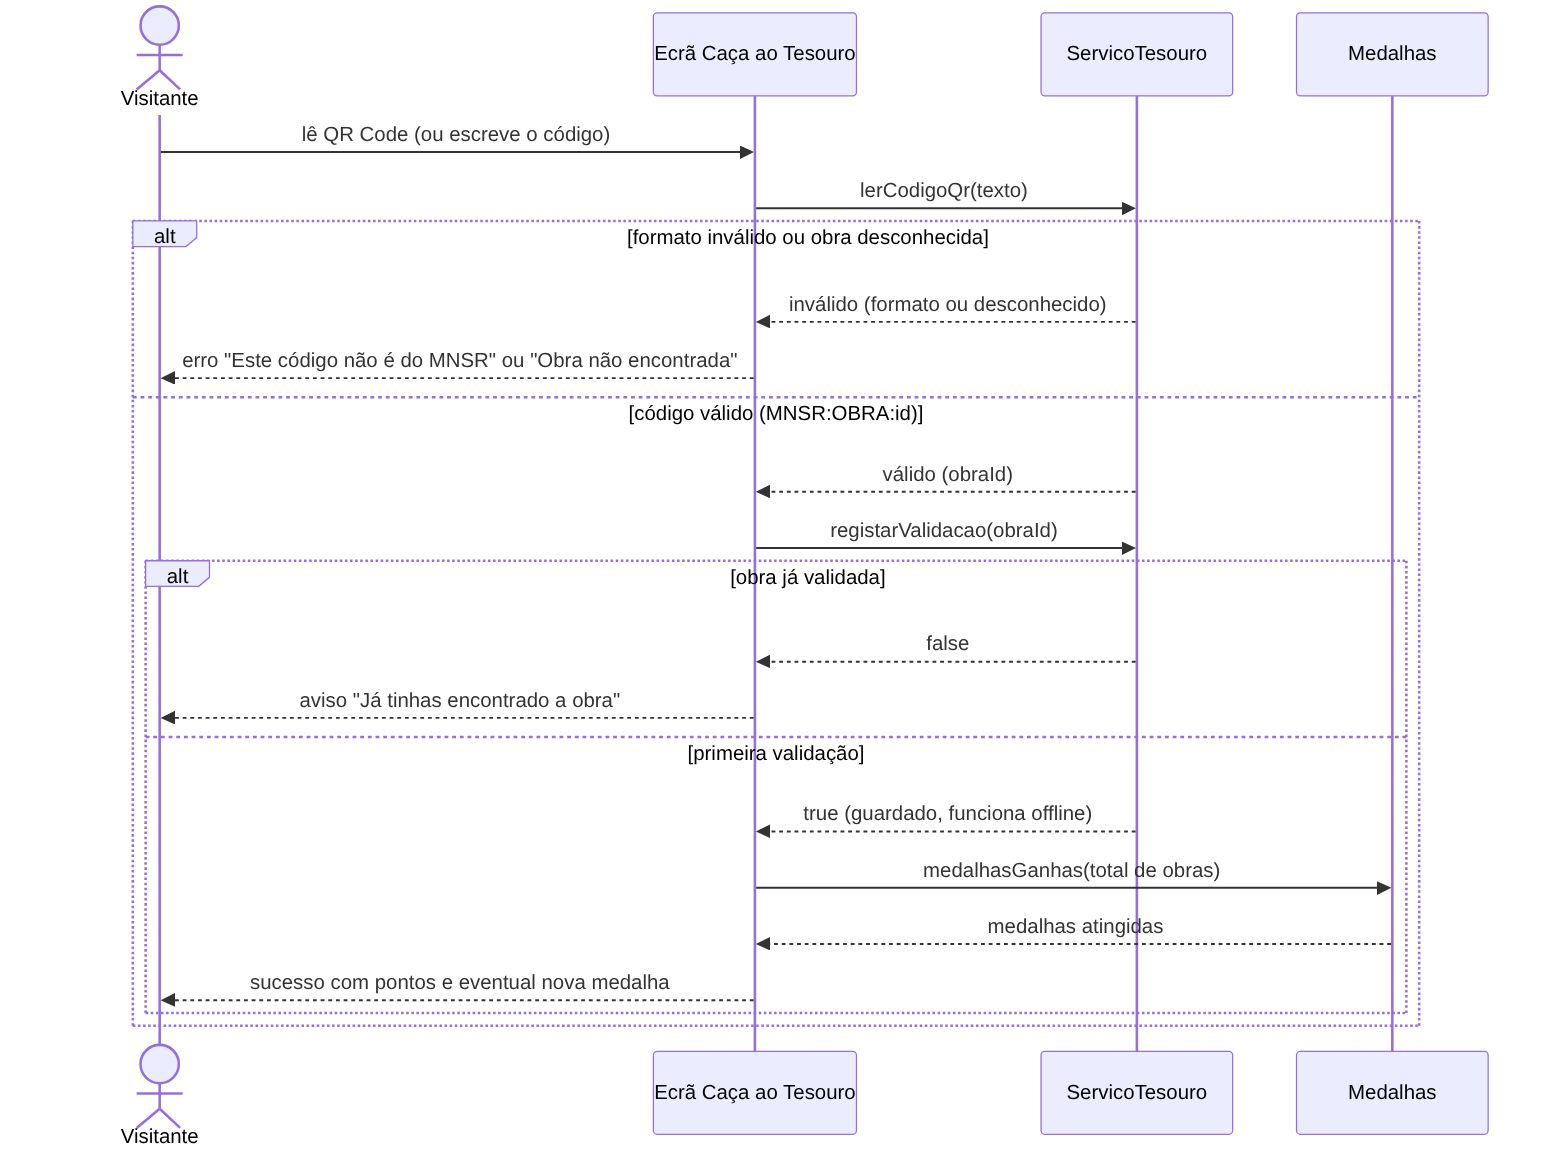 Visitante
Ecrã Caça ao Tesouro
ServicoTesouro
Medalhas
lê QR Code (ou escreve o código)
lerCodigoQr(texto)
alt
[formato inválido ou obra desconhecida]
inválido (formato ou desconhecido)
erro "Este código não é do MNSR" ou "Obra não encontrada"
[código válido (MNSR:OBRA:id)]
válido (obraId)
registarValidacao(obraId)
alt
[obra já validada]
false
aviso "Já tinhas encontrado a obra"
[primeira validação]
true (guardado, funciona offline)
medalhasGanhas(total de obras)
medalhas atingidas
sucesso com pontos e eventual nova medalha
Visitante
Ecrã Caça ao Tesouro
ServicoTesouro
Medalhas